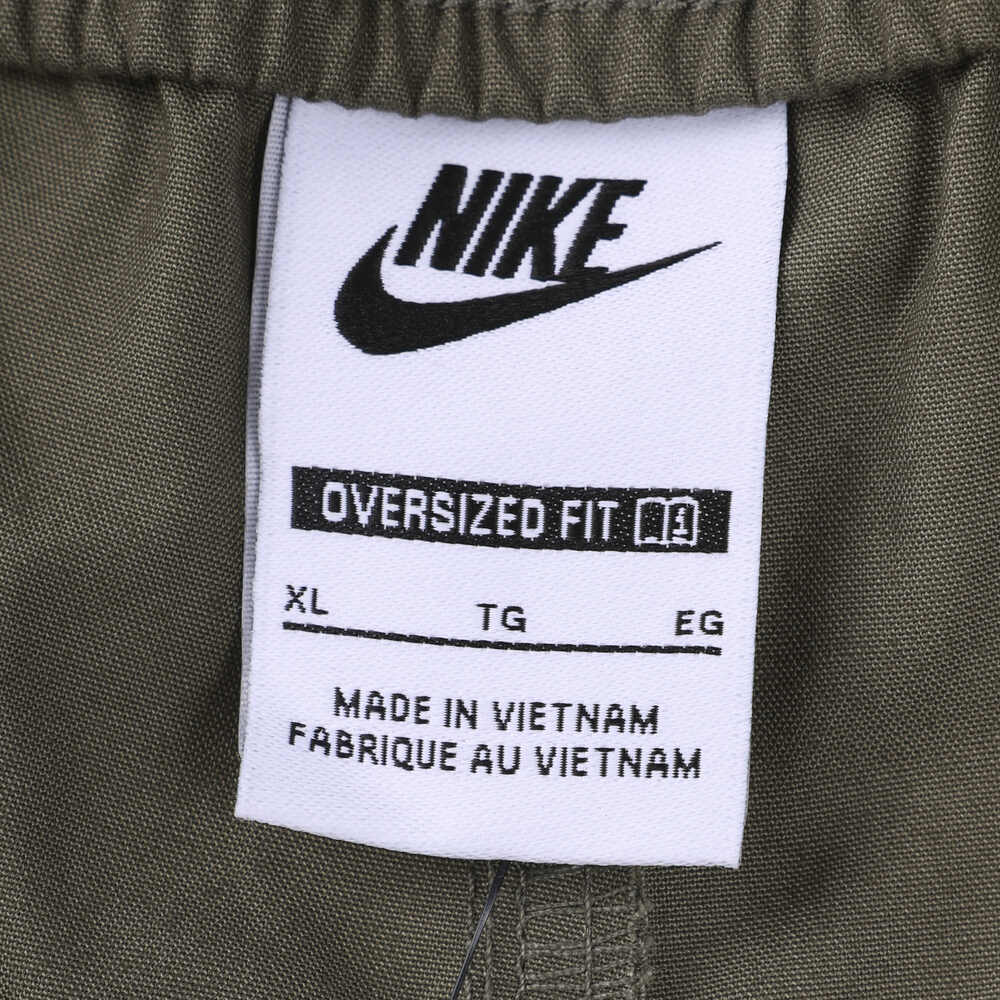 NIKE
OVERSIZED FIT
XL TG EG
MADE IN VIETNAM
FABRIQUE AU VIETNAM